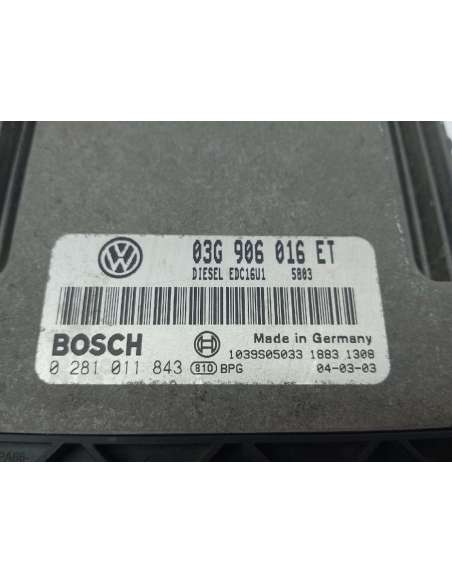 03G 906 016 ET
DIESEL EDC16U1 5803
BOSCH
Made in Germany
1039S05033 1883 1308
0 281 011 843 810 BPG 04-03-03